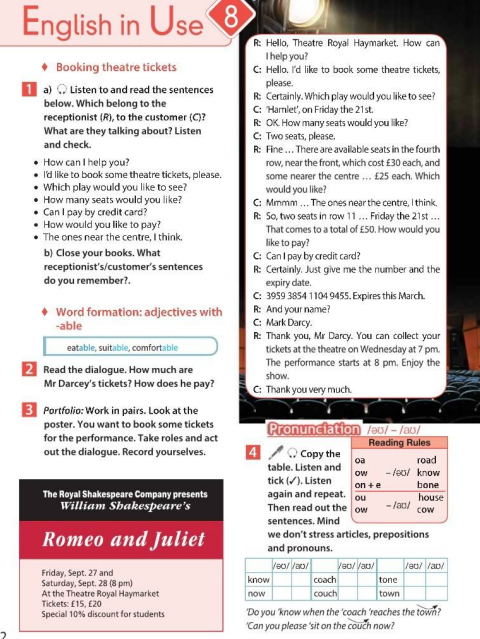 English in Use 8
♦ Booking theatre tickets
1 a) Listen to and read the sentences
below. Which belong to the
receptionist (R), to the customer (C)?
What are they talking about? Listen
and check.
• How can I help you?
• I'd like to book some theatre tickets, please.
• Which play would you like to see?
• How many seats would you like?
• Can I pay by credit card?
• How would you like to pay?
• The ones near the centre, I think.
b) Close your books. What
receptionist's/customer's sentences
do you remember?.
♦ Word formation: adjectives with
-able
eatable, suitable, comfortable
2 Read the dialogue. How much are
Mr Darcy's tickets? How does he pay?
3 Portfolio: Work in pairs. Look at the
poster. You want to book some tickets
for the performance. Take roles and act
out the dialogue. Record yourselves.
The Royal Shakespeare Company presents
William Shakespeare's
Romeo and Juliet
Friday, Sept. 27 and
Saturday, Sept. 28 (8 pm)
At the Theatre Royal Haymarket
Tickets: £15, £20
Special 10% discount for students
2
R: Hello, Theatre Royal Haymarket. How can
I help you?
C: Hello. I'd like to book some theatre tickets,
please.
R: Certainly. Which play would you like to see?
C: 'Hamlet', on Friday the 21st.
R: OK. How many seats would you like?
C: Two seats, please.
R: Fine ... There are available seats in the fourth
row, near the front, which cost £30 each, and
some nearer the centre ... £25 each. Which
would you like?
C: Mmmm ... The ones near the centre, I think.
R: So, two seats in row 11 ... Friday the 21st ...
That comes to a total of £50. How would you
like to pay?
C: Can I pay by credit card?
R: Certainly. Just give me the number and the
expiry date.
C: 3959 3854 1104 9455. Expires this March.
R: And your name?
C: Mark Darcy.
R: Thank you, Mr Darcy. You can collect your
tickets at the theatre on Wednesday at 7 pm.
The performance starts at 8 pm. Enjoy the
show.
C: Thank you very much.
Pronunciation /əʊ/ – /aʊ/
4 Copy the
table. Listen and
tick (✓). Listen
again and repeat.
Then read out the
sentences. Mind
we don't stress articles, prepositions
and pronouns.
Reading Rules
oa road
ow – /əʊ/ know
on + e bone
ou house
ow – /aʊ/ cow
/əʊ/ /aʊ/ /əʊ/ /aʊ/ /əʊ/ /aʊ/
know coach tone
now couch town
'Do you 'know when the 'coach 'reaches the town?
'Can you please 'sit on the couch now?